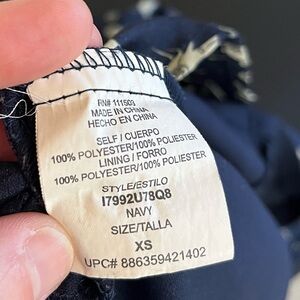 RN# 111509
MADE IN CHINA
HECHO EN CHINA
SELF / CUERPO
100% POLYESTER/100% POLIESTER
LINING / FORRO
100% POLYESTER/100% POLIESTER
STYLE/ESTILO
I7992U78Q8
NAVY
SIZE/TALLA
XS
UPC# 886359421402